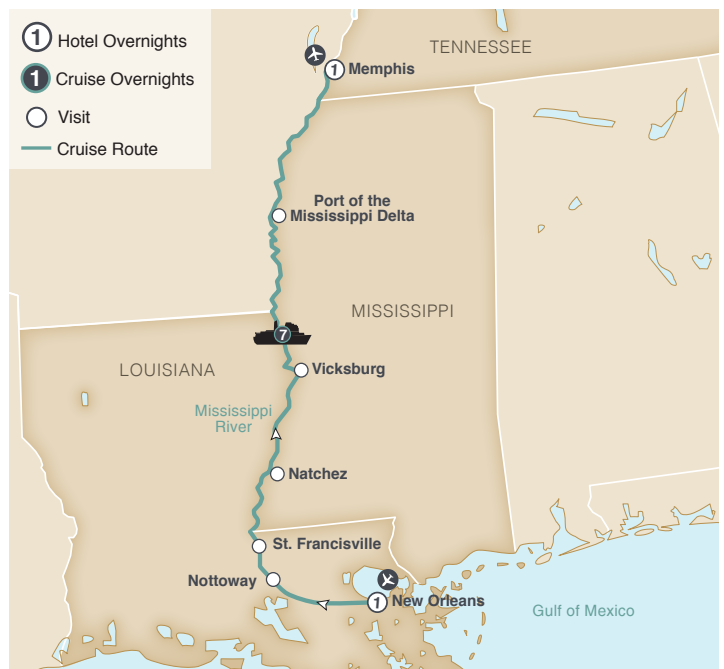 1 Hotel Overnights
1 Cruise Overnights
Visit
Cruise Route
TENNESSEE
1 Memphis
Port of the
Mississippi Delta
MISSISSIPPI
7
LOUISIANA
Vicksburg
Mississippi
River
Natchez
St. Francisville
Nottoway
1 New Orleans
Gulf of Mexico